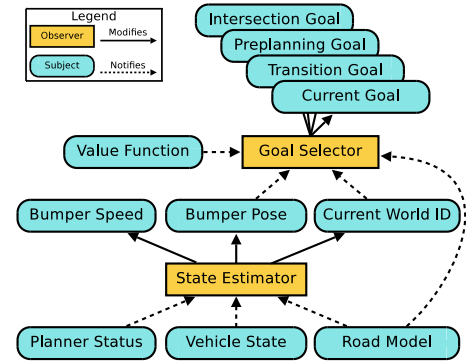 Legend
Observer
Modifies
Subject
Notifies
Intersection Goal
Preplanning Goal
Transition Goal
Current Goal
Value Function
Goal Selector
Bumper Speed
Bumper Pose
Current World ID
State Estimator
Planner Status
Vehicle State
Road Model